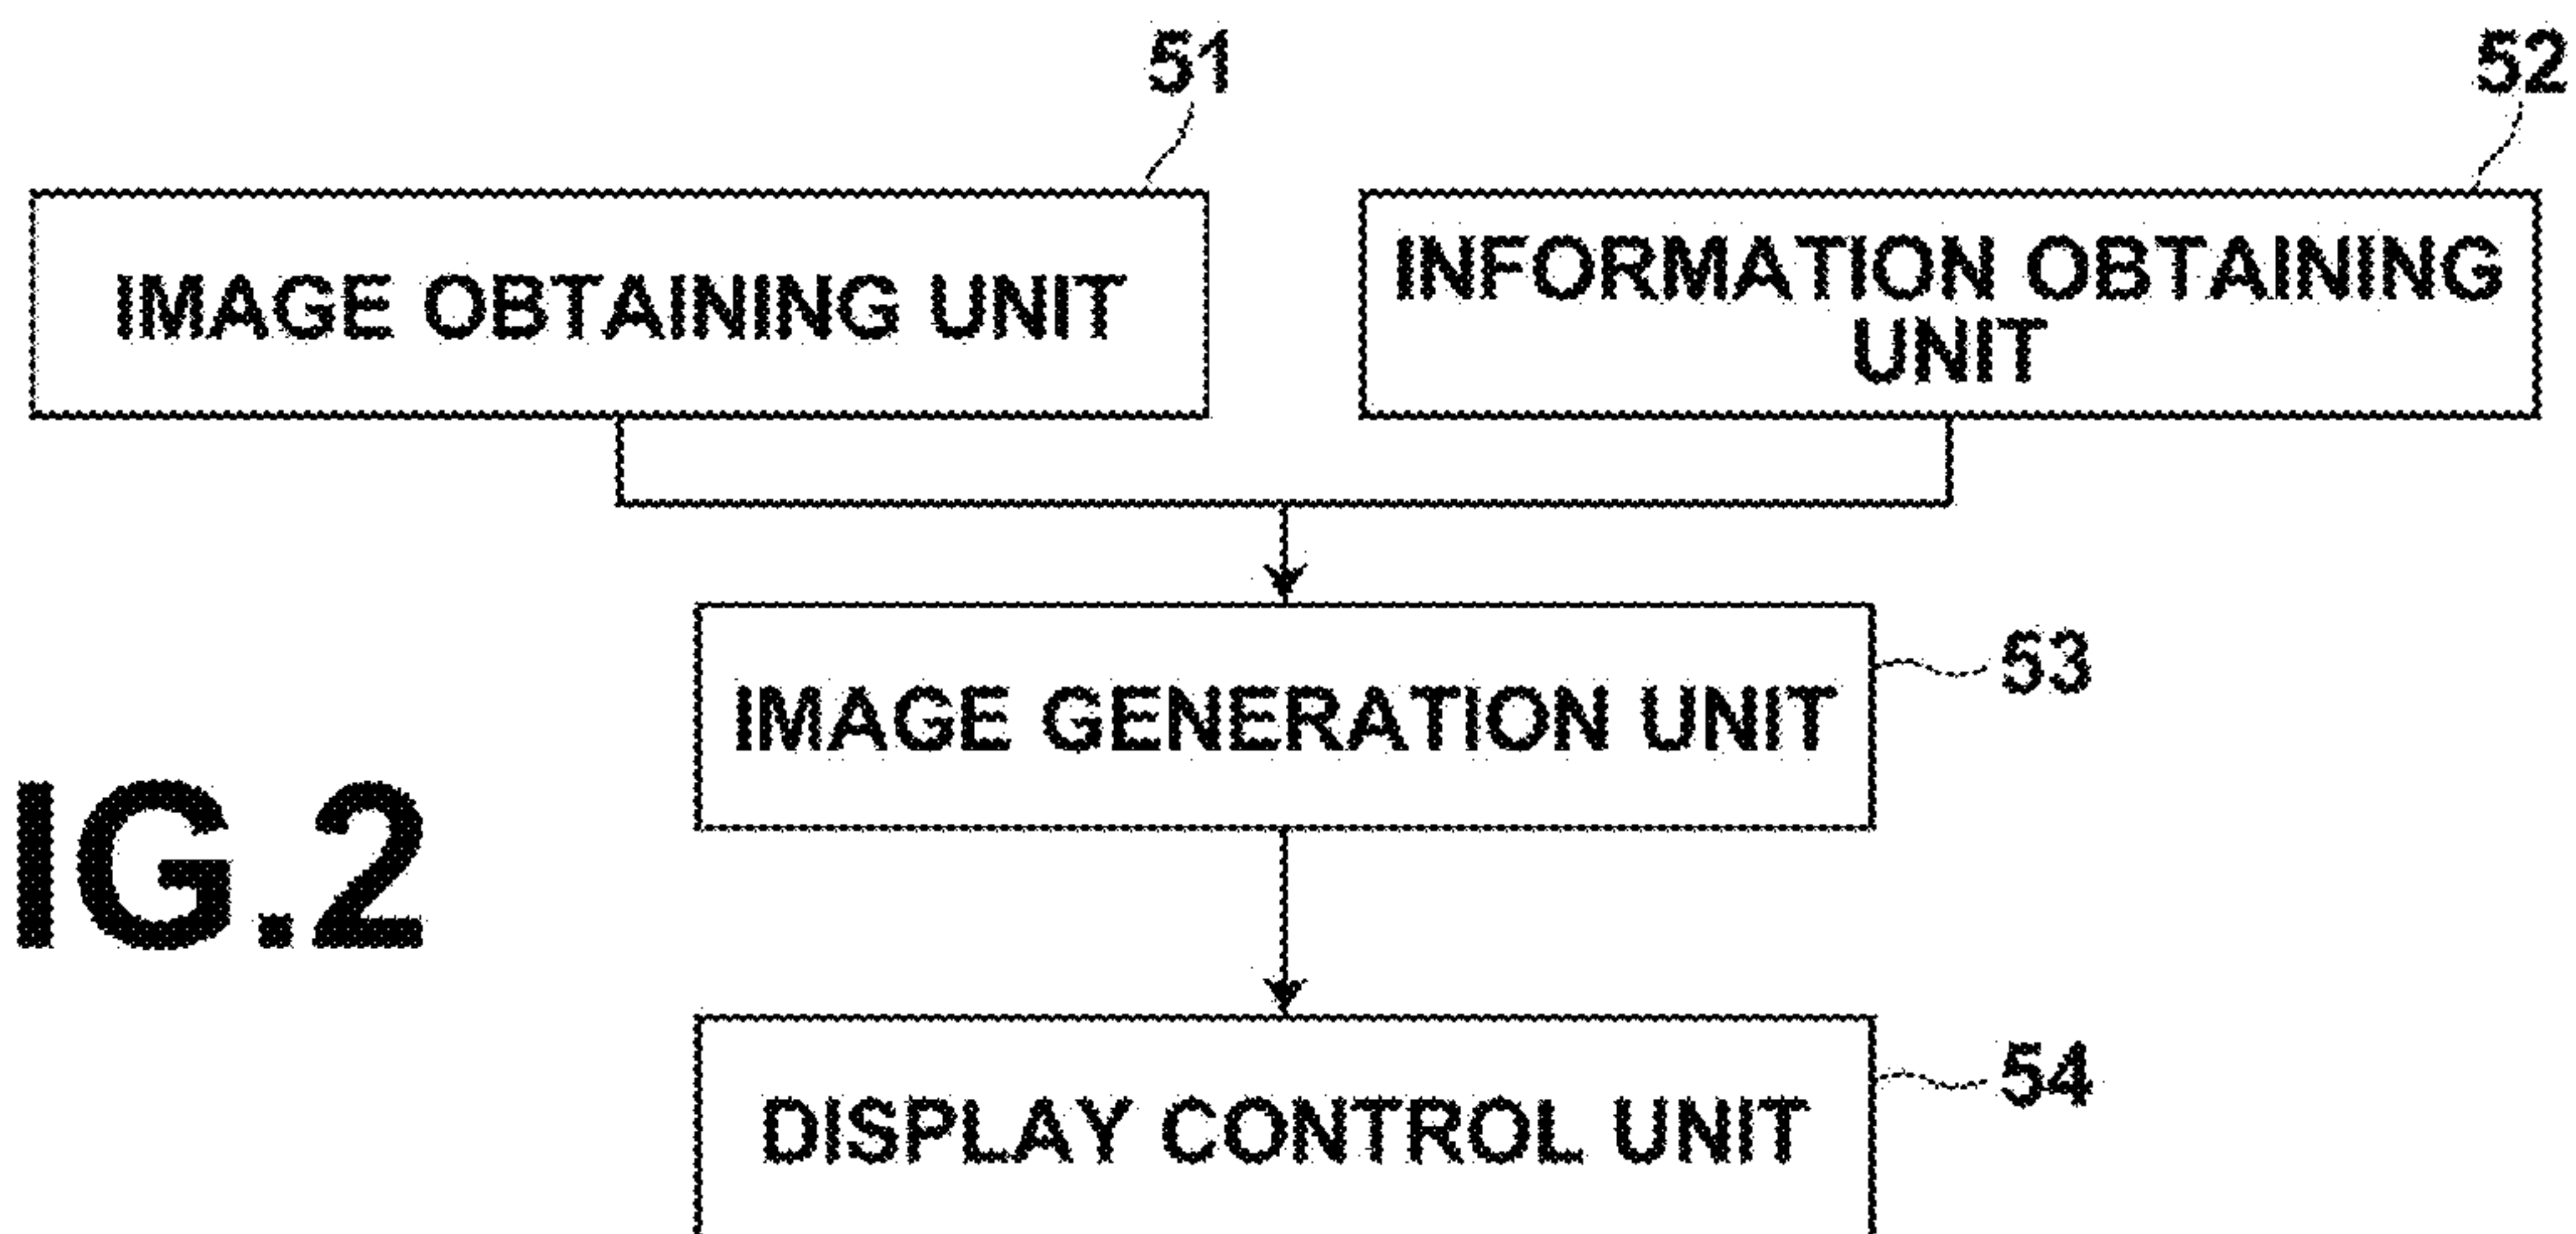 51
52
IMAGE OBTAINING UNIT
INFORMATION OBTAINING
UNIT
IMAGE GENERATION UNIT
53
IG.2
DISPLAY CONTROL UNIT
54